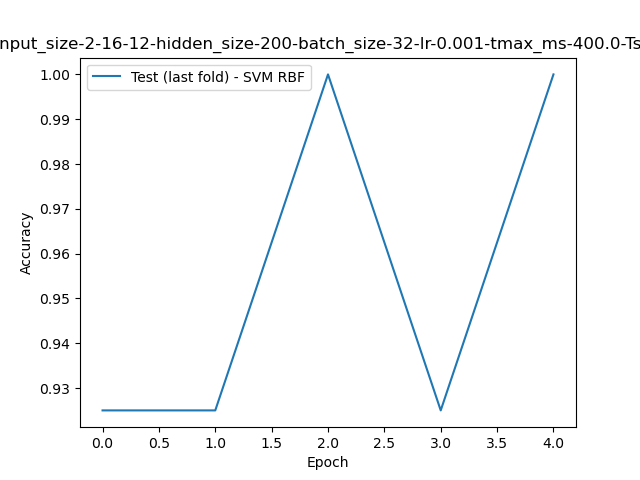 nput_size-2-16-12-hidden_size-200-batch_size-32-lr-0.001-tmax_ms-400.0-Ts
Test (last fold) - SVM RBF
1.00
0.99
0.98
0.97
0.96
0.95
0.94
0.93
Accuracy
0.0 0.5 1.0 1.5 2.0 2.5 3.0 3.5 4.0
Epoch